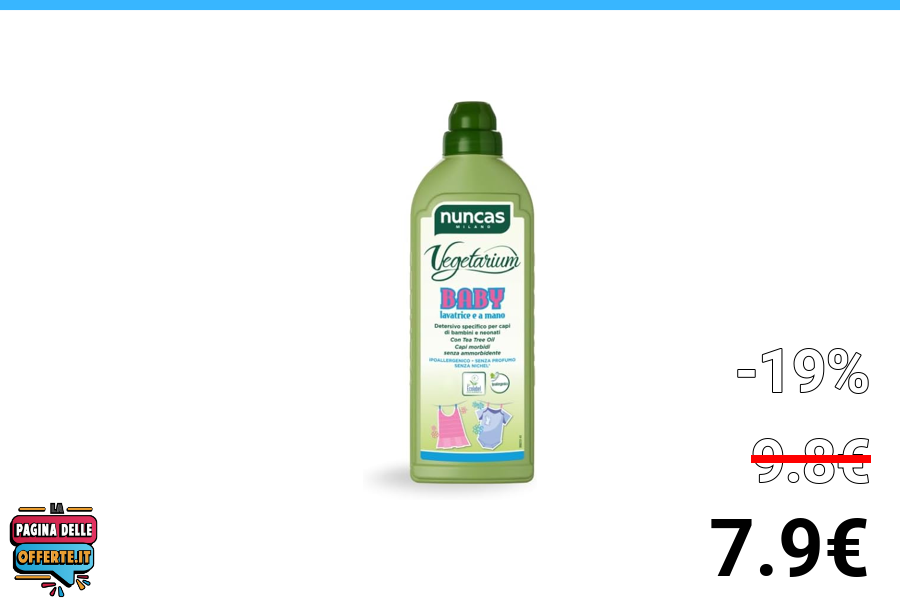 nuncas
MILANO
Vegetarium
BABY
lavatrice e a mano
Detersivo specifico per capi
di bambini e neonati
Con Tea Tree Oil
Capi morbidi
senza ammorbidente
IPOALLERGENICO • SENZA PROFUMO
SENZA NICHEL*
Ecolabel
-19%
9.8€
7.9€
LA
PAGINA DELLE
OFFERTE.IT